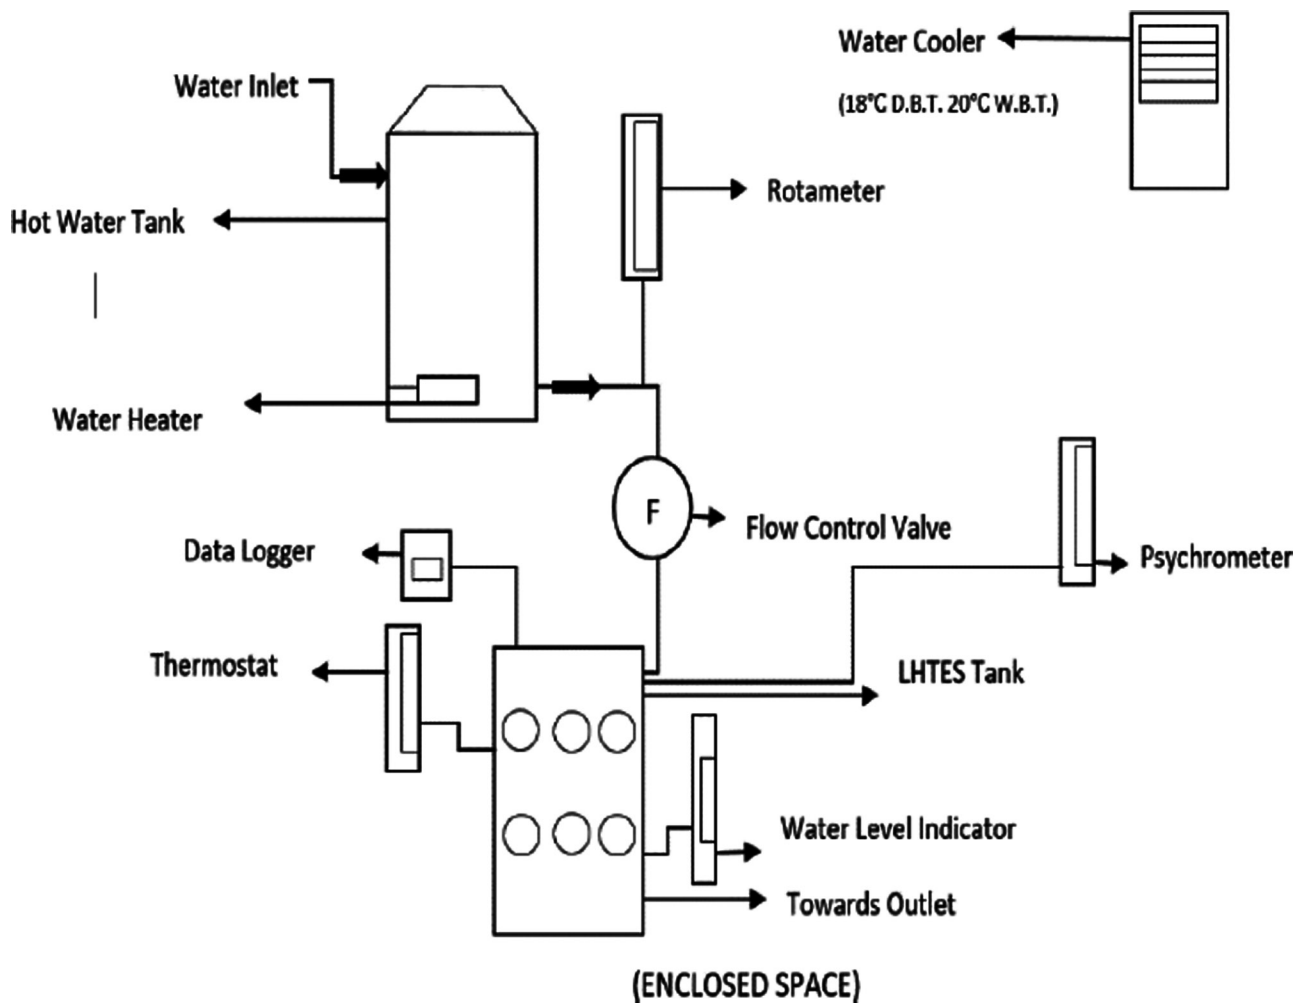 Water Cooler
(18°C D.B.T. 20°C W.B.T.)
Water Inlet
Rotameter
Hot Water Tank
Water Heater
F
Flow Control Valve
Data Logger
Psychrometer
Thermostat
LHTES Tank
Water Level Indicator
Towards Outlet
(ENCLOSED SPACE)